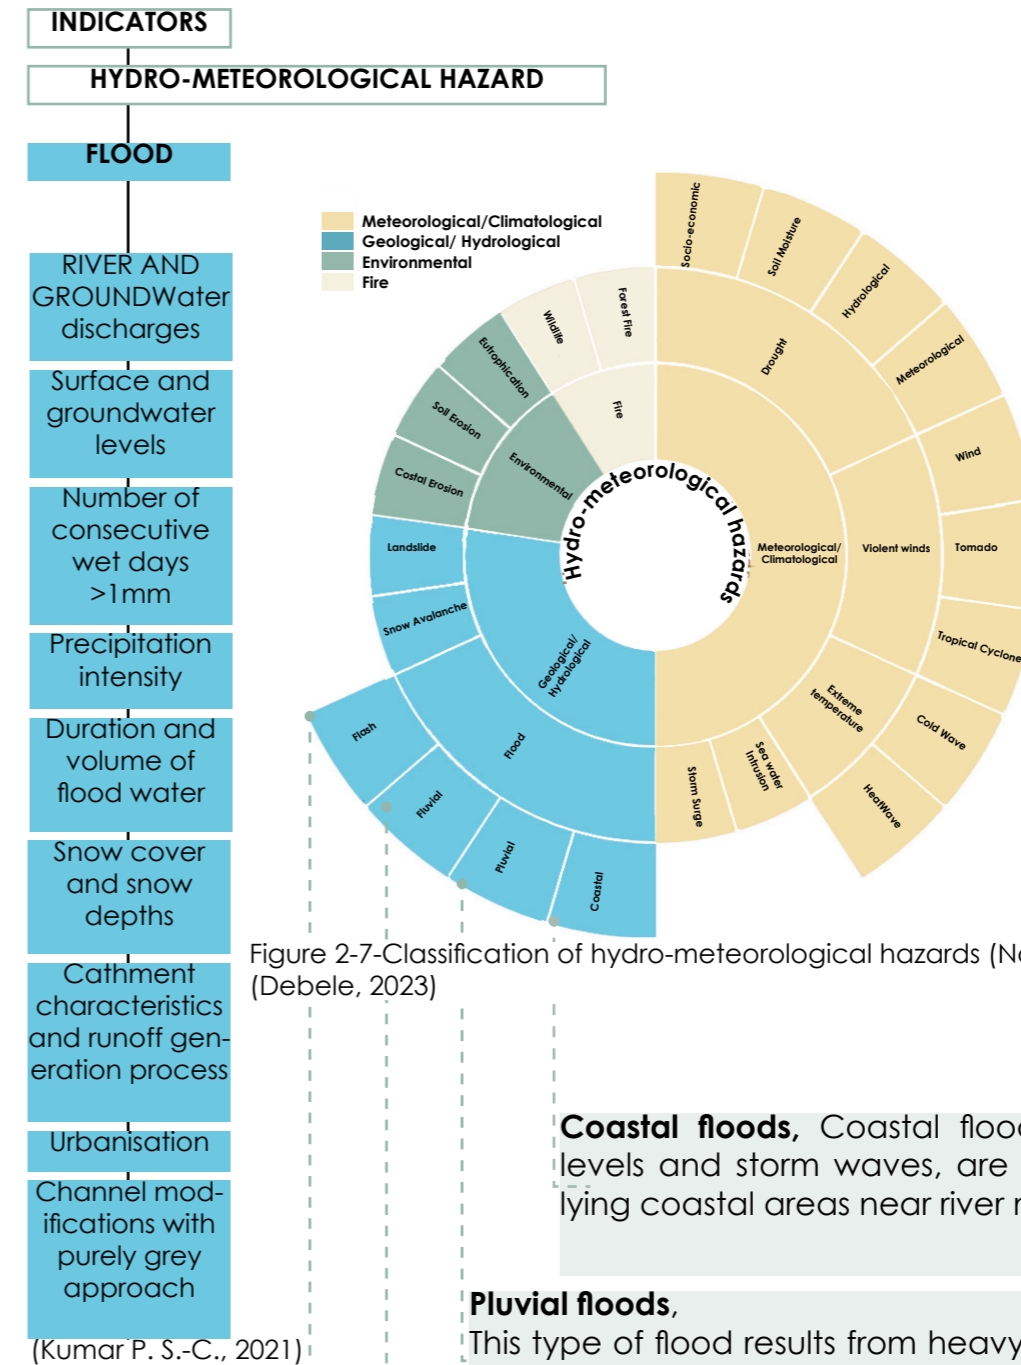 INDICATORS
HYDRO-METEOROLOGICAL HAZARD
FLOOD
RIVER AND
GROUNDWater
discharges
Surface and
groundwater
levels
Number of
consecutive
wet days
>1mm
Precipitation
intensity
Duration and
volume of
flood water
Snow cover
and snow
depths
Cathment
characteristics
and runoff gen-
eration process
Urbanisation
Channel mod-
ifications with
purely grey
approach
(Kumar P. S.-C., 2021)
Meteorological/Climatological
Geological/ Hydrological
Environmental
Fire
Hydro-meteorological hazards
Fire
Forest Fire
Wildlife
Environmental
Eutrophication
Soil Erosion
Costal Erosion
Geological/
Hydrological
Landslide
Snow Avalanche
Flood
Flash
Fluvial
Pluvial
Coastal
Meteorological/
Climatological
Drought
Socio-economic
Soil Moisture
Hydrological
Meteorological
Violent winds
Wind
Tomado
Tropical Cyclone
Extreme
temperature
Cold Wave
HeatWave
Sea water
Intrusion
Storm Surge
Figure 2-7-Classification of hydro-meteorological hazards (No
(Debele, 2023)
Coastal floods, Coastal flood
levels and storm waves, are
lying coastal areas near river
Pluvial floods,
This type of flood results from heavy